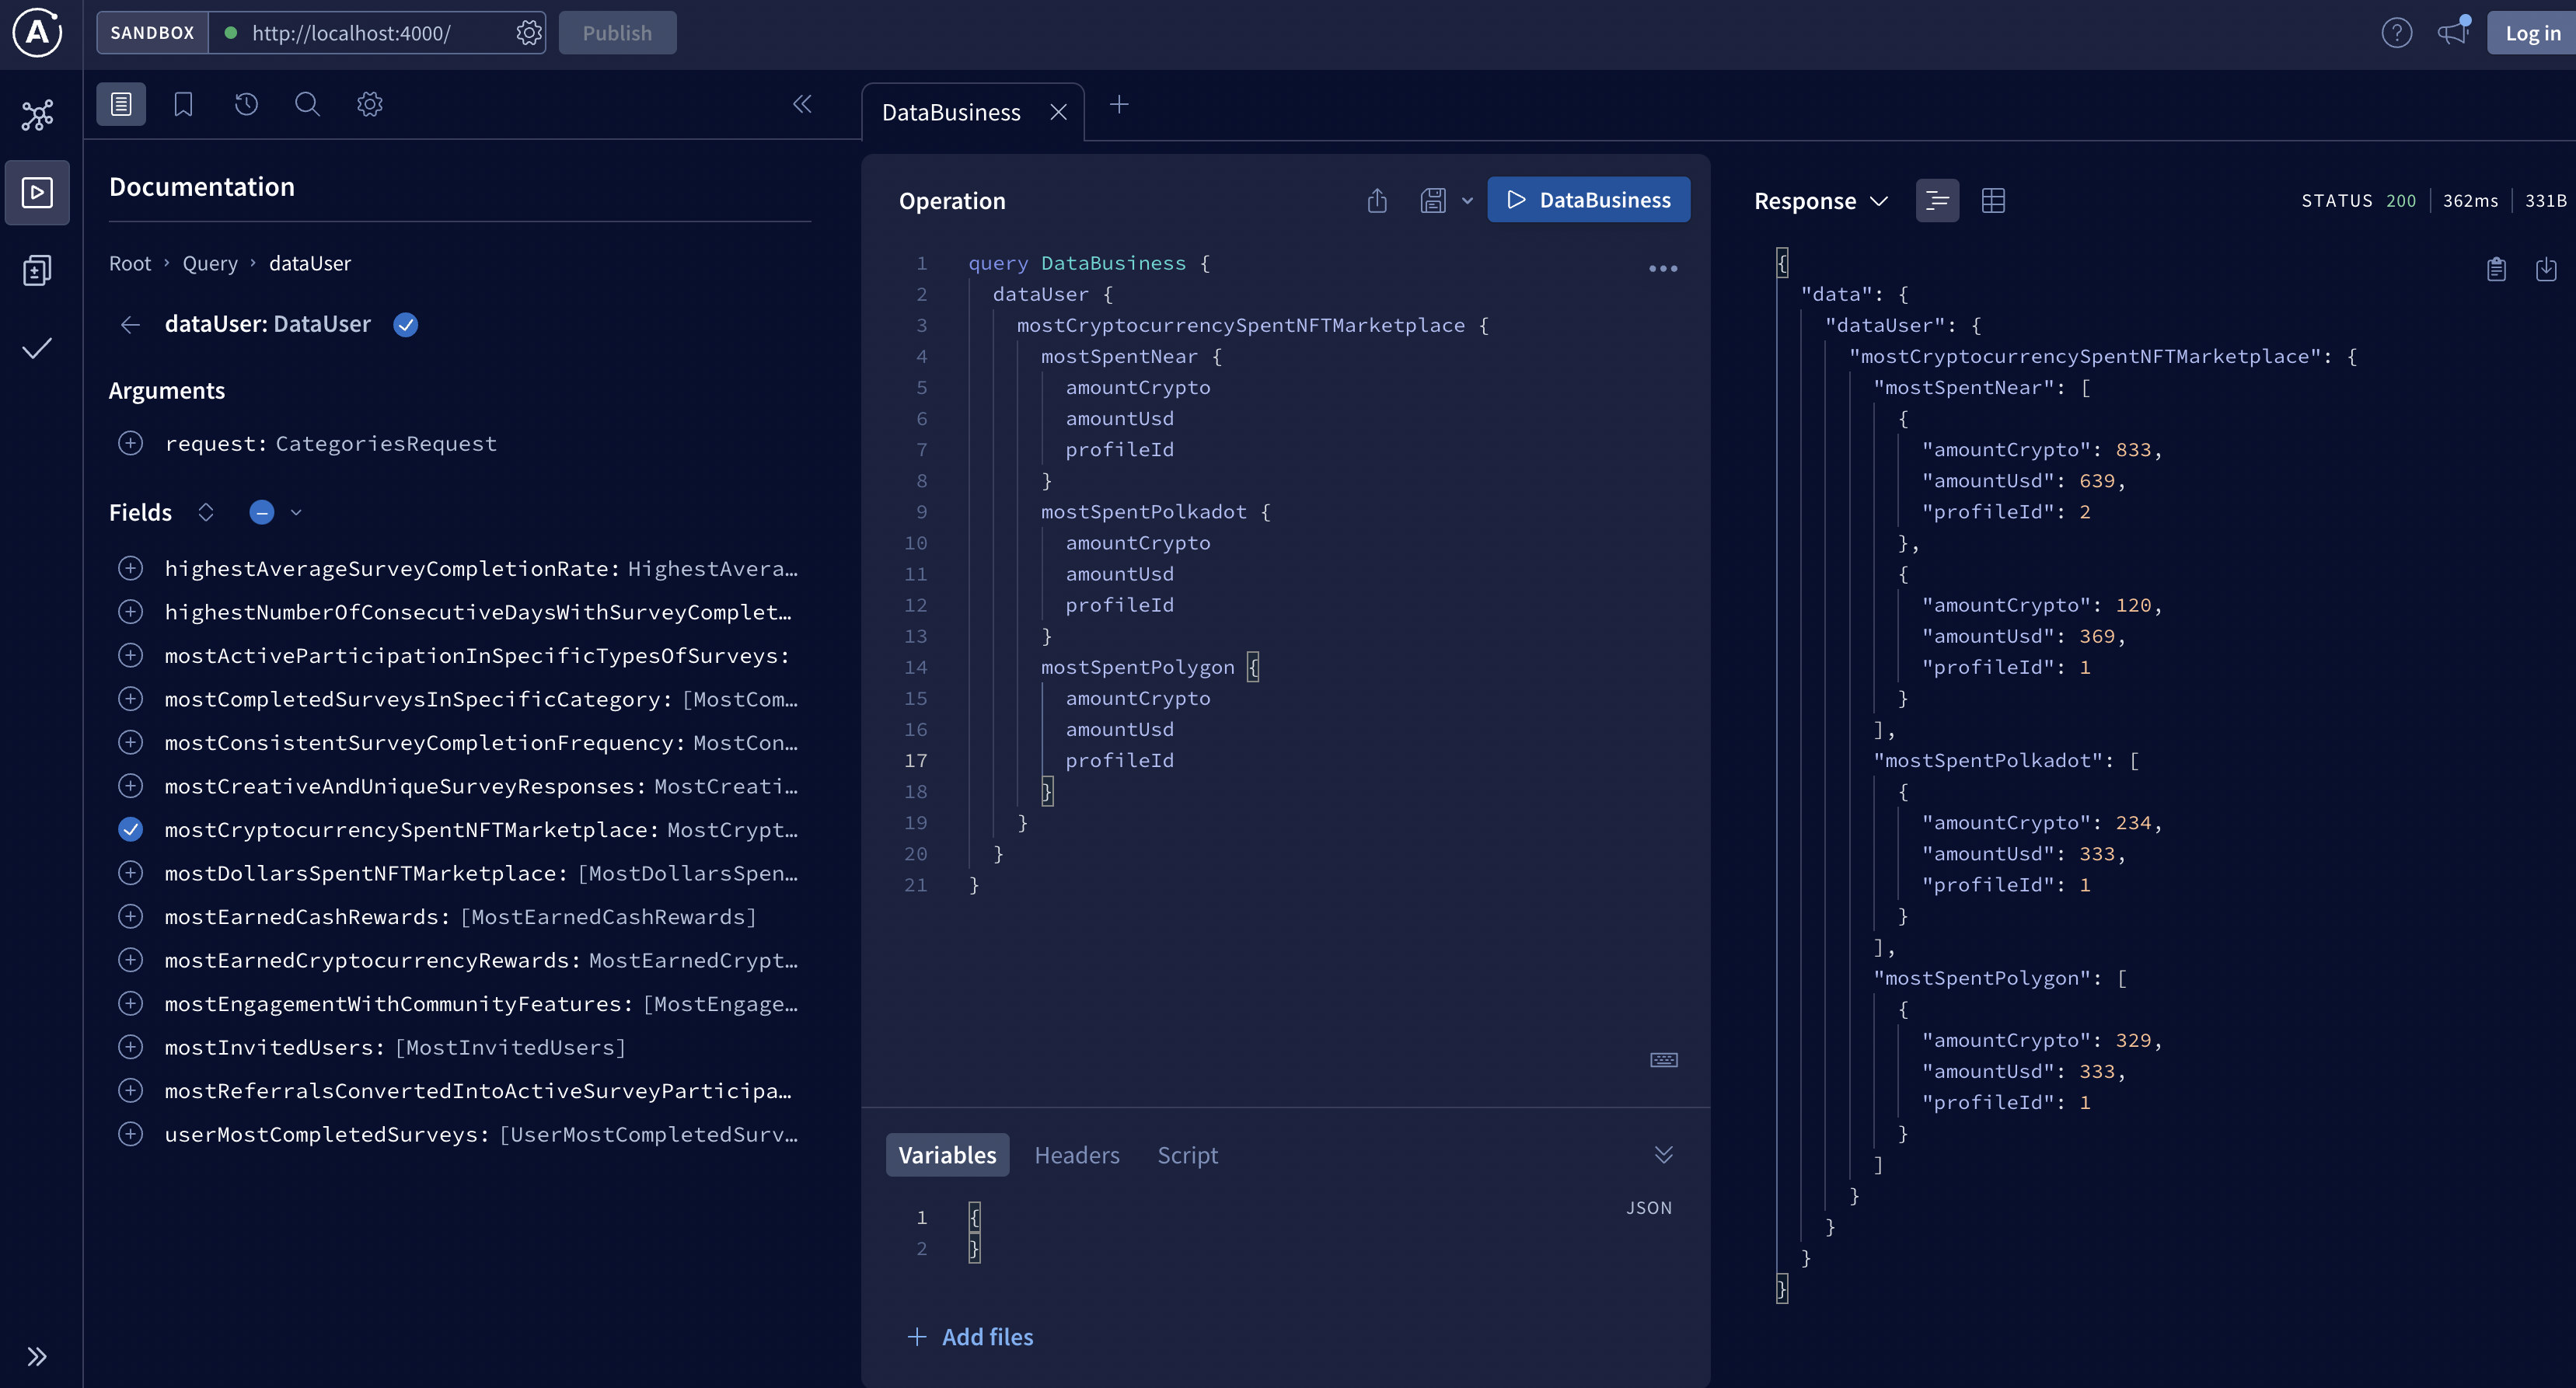 SANDBOX http://localhost:4000/ Publish
Log in
Documentation
Root › Query › dataUser
dataUser: DataUser
Arguments
request: CategoriesRequest
Fields
highestAverageSurveyCompletionRate: HighestAvera…
highestNumberOfConsecutiveDaysWithSurveyComplet…
mostActiveParticipationInSpecificTypesOfSurveys:
mostCompletedSurveysInSpecificCategory: [MostCom…
mostConsistentSurveyCompletionFrequency: MostCon…
mostCreativeAndUniqueSurveyResponses: MostCreati…
mostCryptocurrencySpentNFTMarketplace: MostCrypt…
mostDollarsSpentNFTMarketplace: [MostDollarsSpen…
mostEarnedCashRewards: [MostEarnedCashRewards]
mostEarnedCryptocurrencyRewards: MostEarnedCrypt…
mostEngagementWithCommunityFeatures: [MostEngage…
mostInvitedUsers: [MostInvitedUsers]
mostReferralsConvertedIntoActiveSurveyParticipa…
userMostCompletedSurveys: [UserMostCompletedSurv…
DataBusiness
Operation
DataBusiness
1 query DataBusiness {
2 dataUser {
3 mostCryptocurrencySpentNFTMarketplace {
4 mostSpentNear {
5 amountCrypto
6 amountUsd
7 profileId
8 }
9 mostSpentPolkadot {
10 amountCrypto
11 amountUsd
12 profileId
13 }
14 mostSpentPolygon {
15 amountCrypto
16 amountUsd
17 profileId
18 }
19 }
20 }
21 }
Variables Headers Script
JSON
1 {
2 }
+ Add files
Response
STATUS 200 362ms 331B
{
"data": {
"dataUser": {
"mostCryptocurrencySpentNFTMarketplace": {
"mostSpentNear": [
{
"amountCrypto": 833,
"amountUsd": 639,
"profileId": 2
},
{
"amountCrypto": 120,
"amountUsd": 369,
"profileId": 1
}
],
"mostSpentPolkadot": [
{
"amountCrypto": 234,
"amountUsd": 333,
"profileId": 1
}
],
"mostSpentPolygon": [
{
"amountCrypto": 329,
"amountUsd": 333,
"profileId": 1
}
]
}
}
}
}